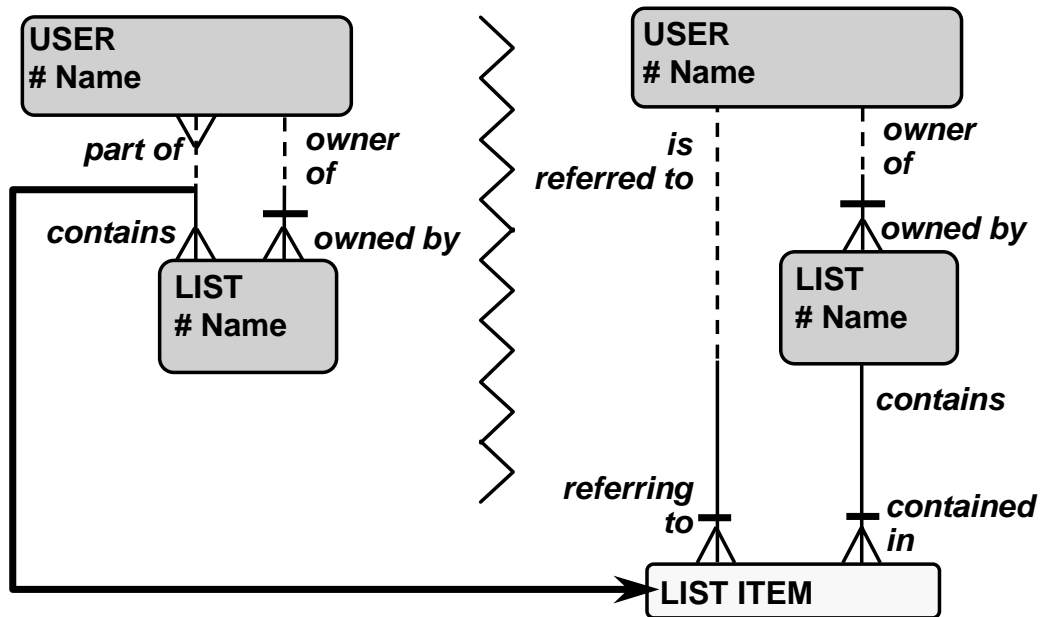 USER
# Name
part of
owner
of
contains
owned by
LIST
# Name
USER
# Name
is
referred to
owner
of
owned by
LIST
# Name
contains
referring
to
contained
in
LIST ITEM